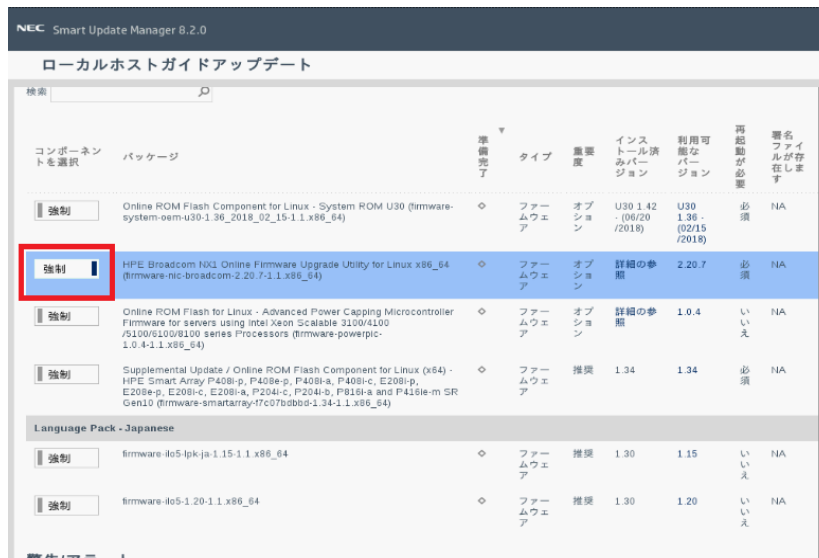 NEC Smart Update Manager 8.2.0
ローカルホストガイドアップデート
検索
コンポーネン
トを選択
パッケージ
準
備
完
了
タイプ
重要
度
インス
トール済
みバー
ジョン
利用可
能な
バー
ジョン
再
起
動
が
必
要
署名
ファイ
ルが存
在しま
す
強制
Online ROM Flash Component for Linux - System ROM U30 (firmware-
system-oem-u30-1.36_2018_02_15-1.1.x86_64)
ファー
ムウェ
ア
オプ
ショ
ン
U30 1.42
- (06/20
/2018)
U30
1.36 -
(02/15
/2018)
必
須
NA
強制
HPE Broadcom NX1 Online Firmware Upgrade Utility for Linux x86_64
(firmware-nic-broadcom-2.20.7-1.1.x86_64)
ファー
ムウェ
ア
オプ
ショ
ン
詳細の参
照
2.20.7
必
須
NA
強制
Online ROM Flash for Linux - Advanced Power Capping Microcontroller
Firmware for servers using Intel Xeon Scalable 3100/4100
/5100/6100/8100 series Processors (firmware-powerpic-
1.0.4-1.1.x86_64)
ファー
ムウェ
ア
オプ
ショ
ン
詳細の参
照
1.0.4
い
い
え
NA
強制
Supplemental Update / Online ROM Flash Component for Linux (x64) -
HPE Smart Array P408i-p, P408e-p, P408i-a, P408i-c, E208i-p,
E208e-p, E208i-c, E208i-a, P204i-c, P204i-b, P816i-a and P416ie-m SR
Gen10 (firmware-smartarray-f7c07bdbbd-1.34-1.1.x86_64)
ファー
ムウェ
ア
推奨
1.34
1.34
必
須
NA
Language Pack - Japanese
強制
firmware-ilo5-lpk-ja-1.15-1.1.x86_64
ファー
ムウェ
ア
推奨
1.30
1.15
い
い
え
NA
強制
firmware-ilo5-1.20-1.1.x86_64
ファー
ムウェ
ア
推奨
1.30
1.20
い
い
え
NA